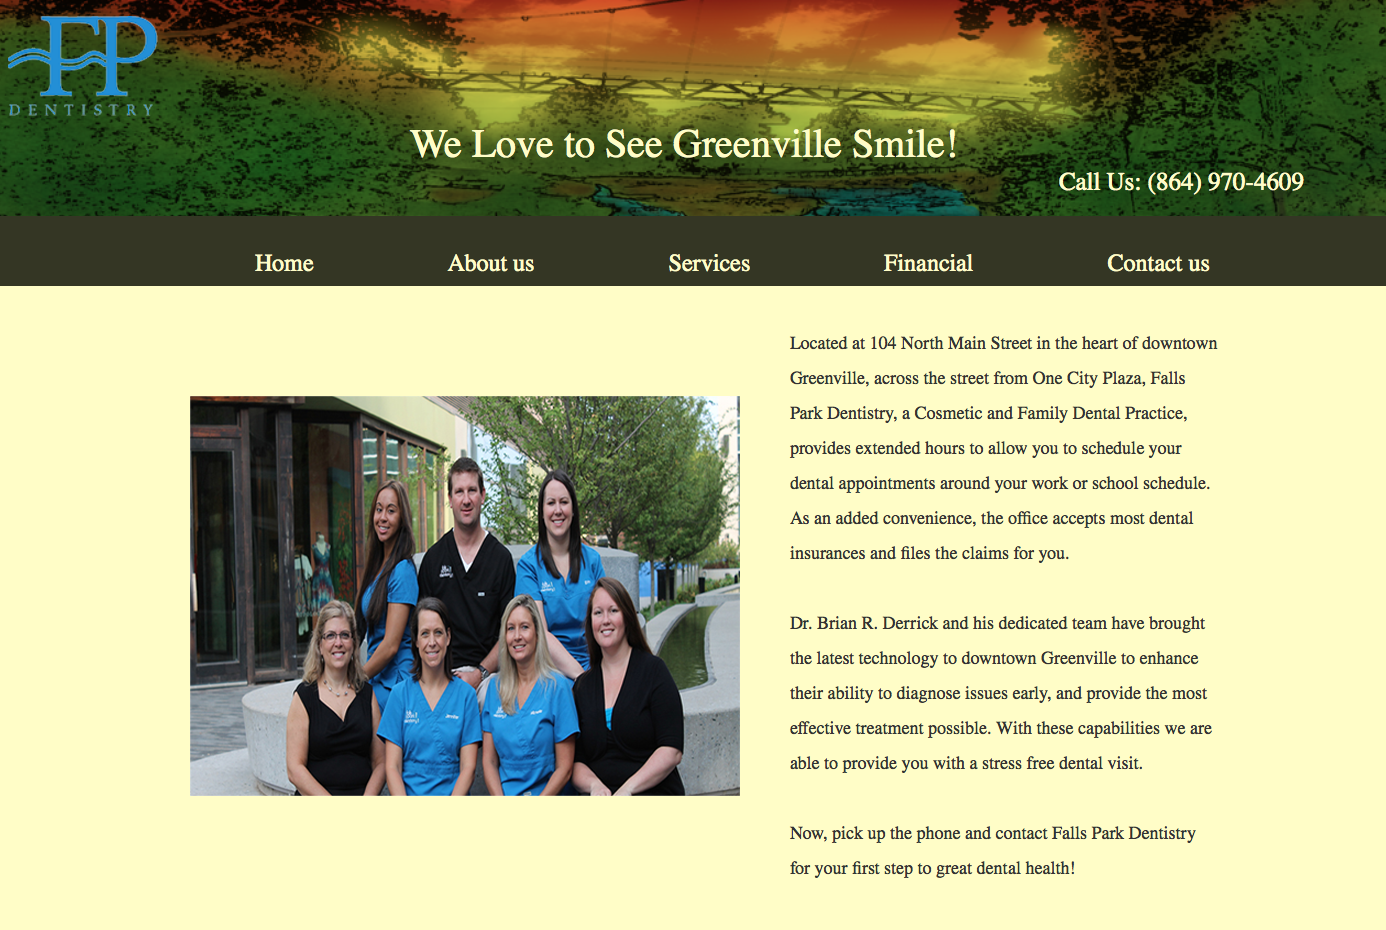 FP
DENTISTRY
We Love to See Greenville Smile!
Call Us: (864) 970-4609
Home About us Services Financial Contact us
Located at 104 North Main Street in the heart of downtown
Greenville, across the street from One City Plaza, Falls
Park Dentistry, a Cosmetic and Family Dental Practice,
provides extended hours to allow you to schedule your
dental appointments around your work or school schedule.
As an added convenience, the office accepts most dental
insurances and files the claims for you.
Dr. Brian R. Derrick and his dedicated team have brought
the latest technology to downtown Greenville to enhance
their ability to diagnose issues early, and provide the most
effective treatment possible. With these capabilities we are
able to provide you with a stress free dental visit.
Now, pick up the phone and contact Falls Park Dentistry
for your first step to great dental health!